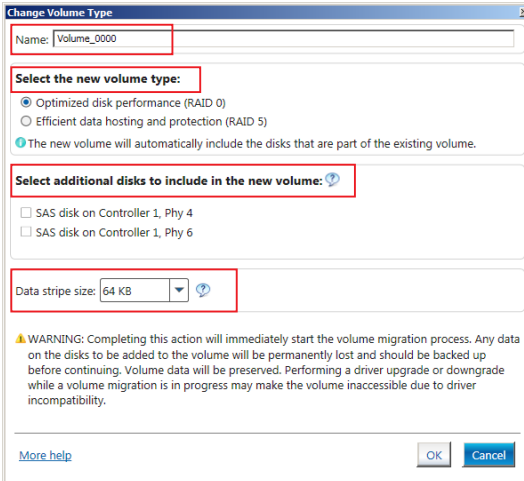 Change Volume Type
Name: Volume_0000
Select the new volume type:
Optimized disk performance (RAID 0)
Efficient data hosting and protection (RAID 5)
The new volume will automatically include the disks that are part of the existing volume.
Select additional disks to include in the new volume:
SAS disk on Controller 1, Phy 4
SAS disk on Controller 1, Phy 6
Data stripe size: 64 KB
WARNING: Completing this action will immediately start the volume migration process. Any data
on the disks to be added to the volume will be permanently lost and should be backed up
before continuing. Volume data will be preserved. Performing a driver upgrade or downgrade
while a volume migration is in progress may make the volume inaccessible due to driver
incompatibility.
More help
OK
Cancel